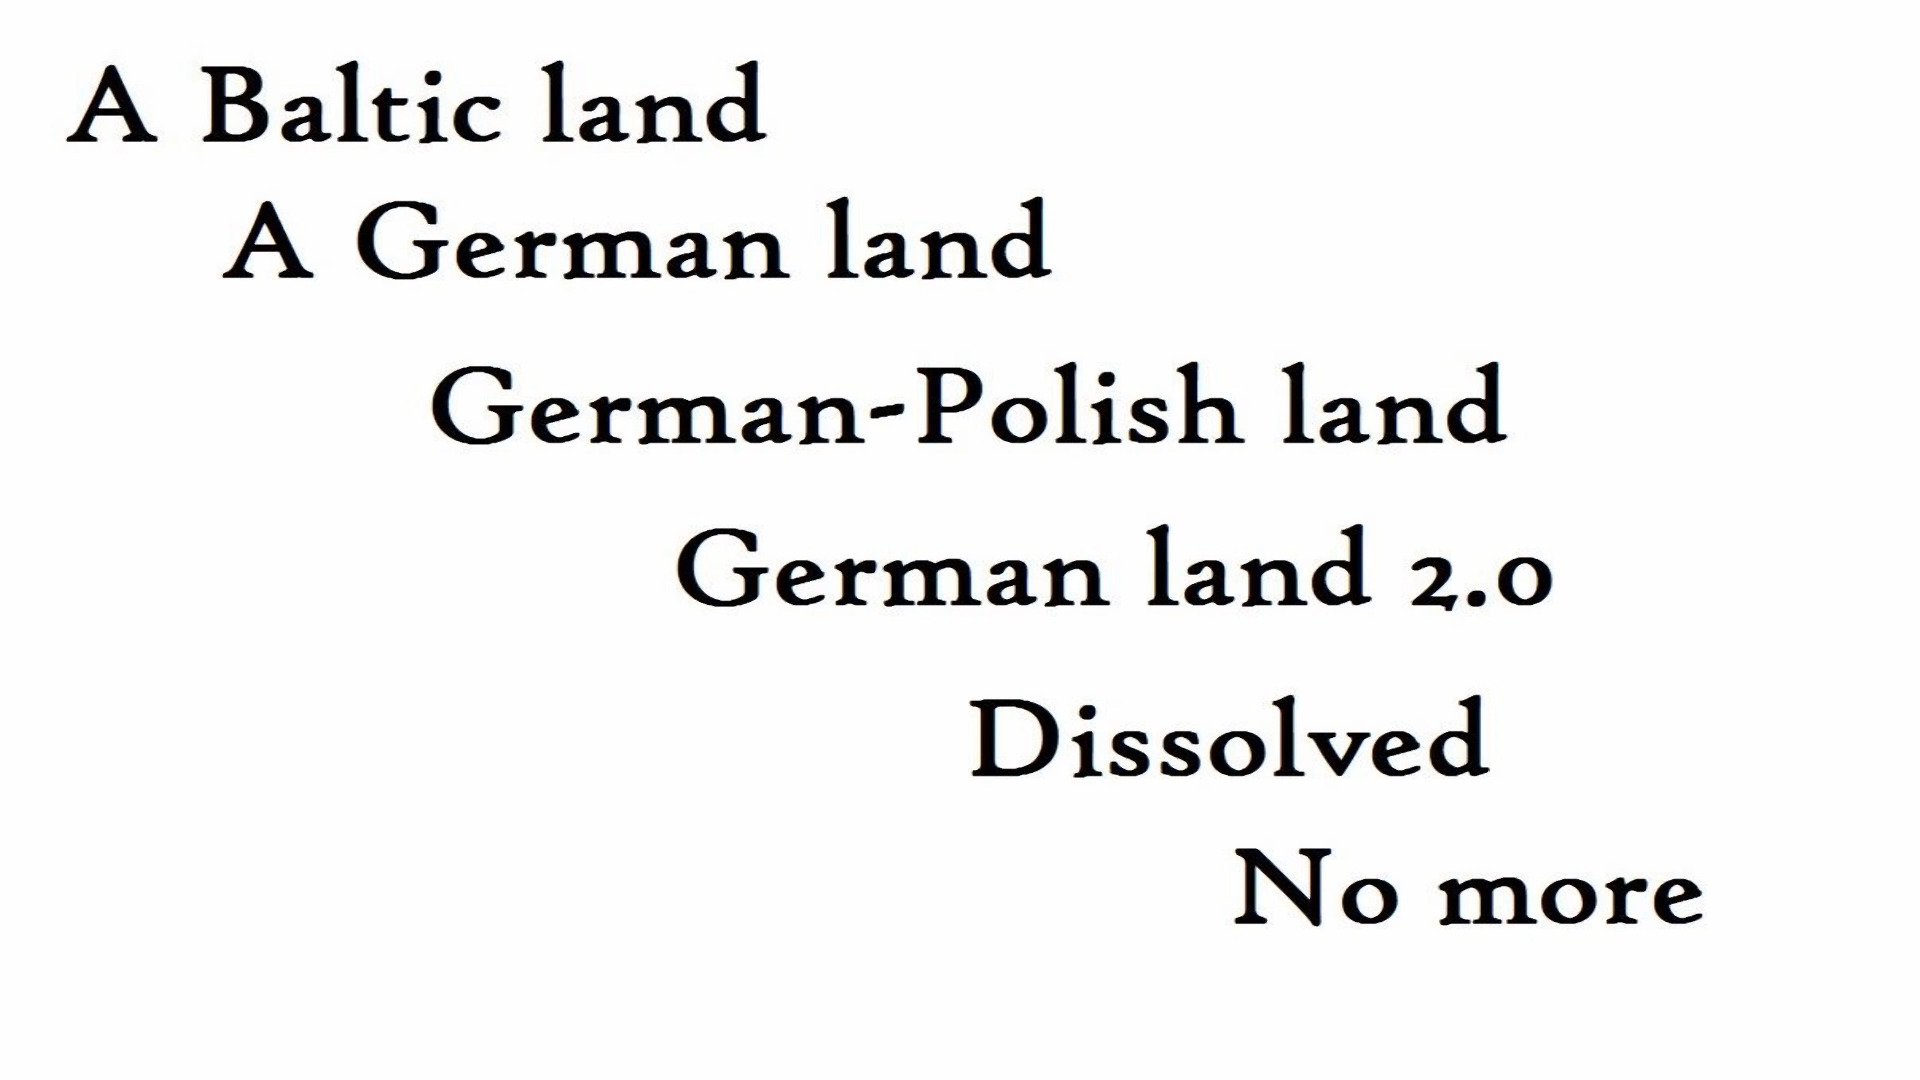 A Baltic land
A German land
German-Polish land
German land 2.0
Dissolved
No more